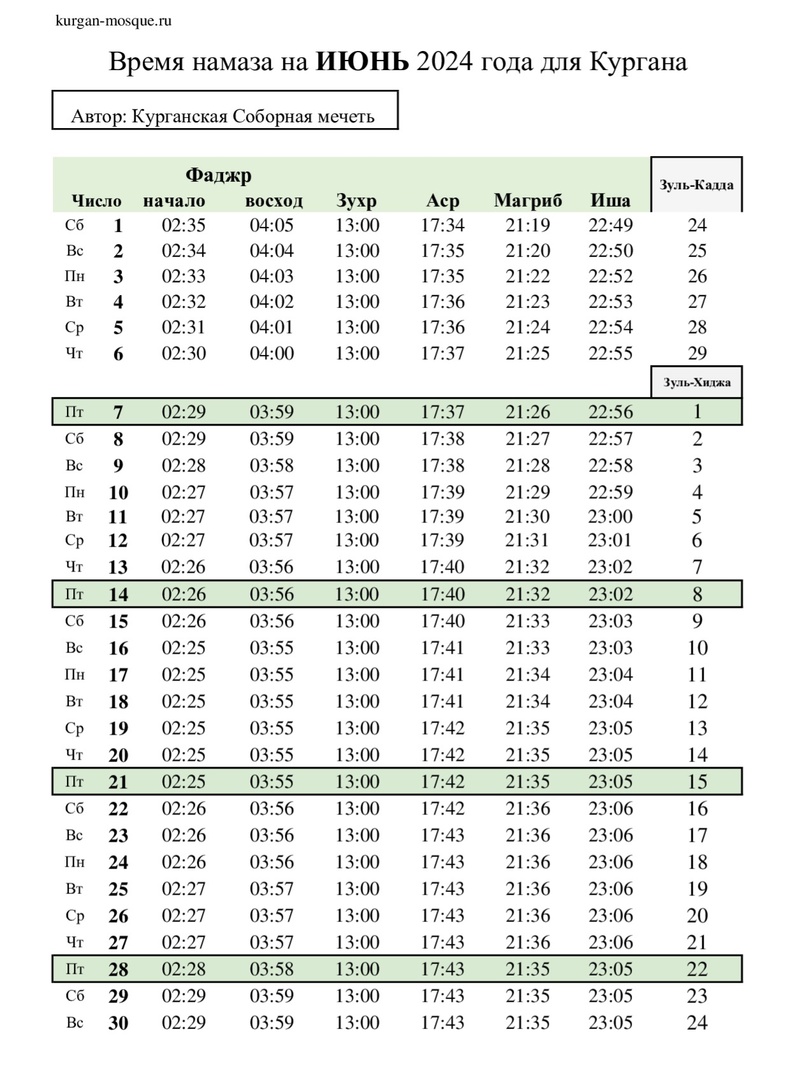 kurgan-mosque.ru
Время намаза на ИЮНЬ 2024 года для Кургана
Автор: Курганская Соборная мечеть
Фаджр
Зуль-Кадда
Число начало восход Зухр Аср Магриб Иша
Сб 1 02:35 04:05 13:00 17:34 21:19 22:49 24
Вс 2 02:34 04:04 13:00 17:35 21:20 22:50 25
Пн 3 02:33 04:03 13:00 17:35 21:22 22:52 26
Вт 4 02:32 04:02 13:00 17:36 21:23 22:53 27
Ср 5 02:31 04:01 13:00 17:36 21:24 22:54 28
Чт 6 02:30 04:00 13:00 17:37 21:25 22:55 29
Зуль-Хиджа
Пт 7 02:29 03:59 13:00 17:37 21:26 22:56 1
Сб 8 02:29 03:59 13:00 17:38 21:27 22:57 2
Вс 9 02:28 03:58 13:00 17:38 21:28 22:58 3
Пн 10 02:27 03:57 13:00 17:39 21:29 22:59 4
Вт 11 02:27 03:57 13:00 17:39 21:30 23:00 5
Ср 12 02:27 03:57 13:00 17:39 21:31 23:01 6
Чт 13 02:26 03:56 13:00 17:40 21:32 23:02 7
Пт 14 02:26 03:56 13:00 17:40 21:32 23:02 8
Сб 15 02:26 03:56 13:00 17:40 21:33 23:03 9
Вс 16 02:25 03:55 13:00 17:41 21:33 23:03 10
Пн 17 02:25 03:55 13:00 17:41 21:34 23:04 11
Вт 18 02:25 03:55 13:00 17:41 21:34 23:04 12
Ср 19 02:25 03:55 13:00 17:42 21:35 23:05 13
Чт 20 02:25 03:55 13:00 17:42 21:35 23:05 14
Пт 21 02:25 03:55 13:00 17:42 21:35 23:05 15
Сб 22 02:26 03:56 13:00 17:42 21:36 23:06 16
Вс 23 02:26 03:56 13:00 17:43 21:36 23:06 17
Пн 24 02:26 03:56 13:00 17:43 21:36 23:06 18
Вт 25 02:27 03:57 13:00 17:43 21:36 23:06 19
Ср 26 02:27 03:57 13:00 17:43 21:36 23:06 20
Чт 27 02:27 03:57 13:00 17:43 21:36 23:06 21
Пт 28 02:28 03:58 13:00 17:43 21:35 23:05 22
Сб 29 02:29 03:59 13:00 17:43 21:35 23:05 23
Вс 30 02:29 03:59 13:00 17:43 21:35 23:05 24